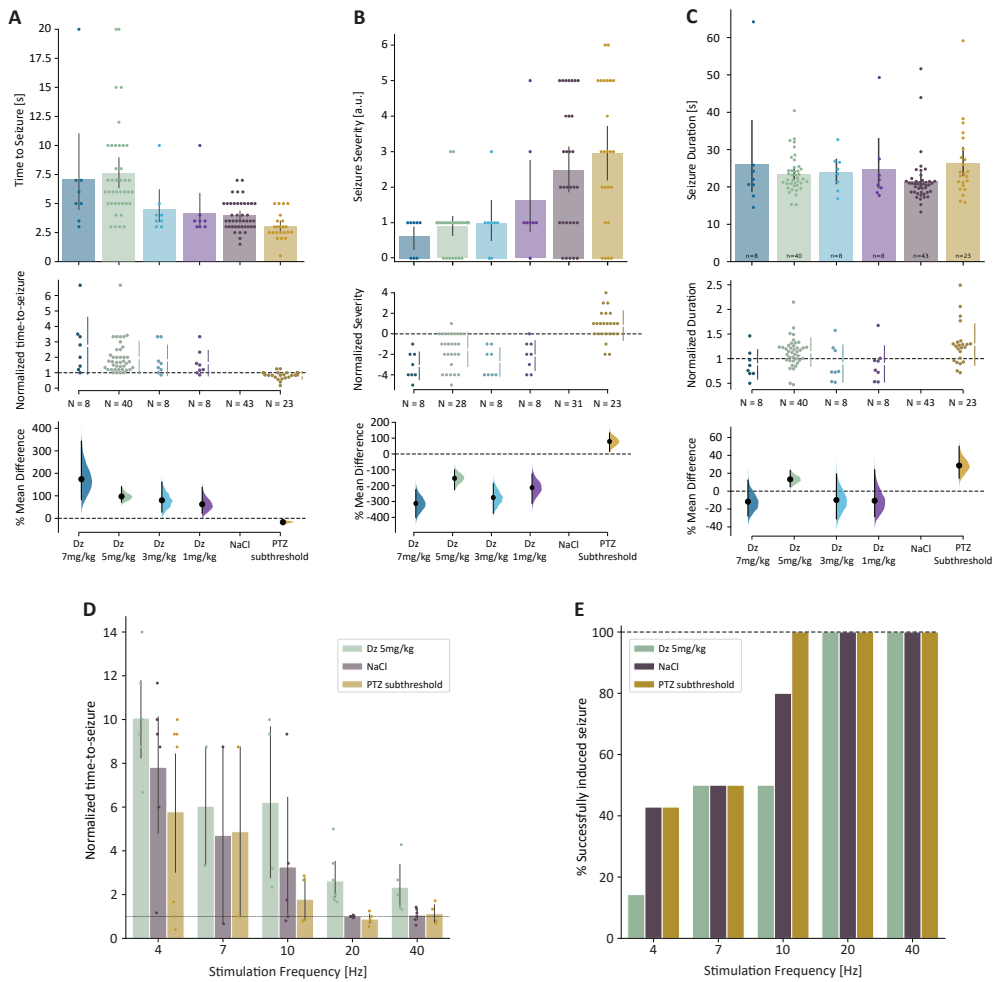 A
Time to Seizure [s]
20
17.5
15
12.5
10
7.5
5
2.5
Normalized time-to-seizure
6
5
4
3
2
1
0
N = 8 N = 40 N = 8 N = 8 N = 43 N = 23
% Mean Difference
400
300
200
100
0
Dz 7mg/kg
Dz 5mg/kg
Dz 3mg/kg
Dz 1mg/kg
NaCl
PTZ subthreshold
B
Seizure Severity [a.u.]
6
5
4
3
2
1
0
Normalized Severity
4
2
0
-2
-4
N = 8 N = 28 N = 8 N = 8 N = 31 N = 23
% Mean Difference
200
100
0
-100
-200
-300
-400
Dz 7mg/kg
Dz 5mg/kg
Dz 3mg/kg
Dz 1mg/kg
NaCl
PTZ Subthreshold
C
Seizure Duration [s]
60
50
40
30
20
10
0
n=8 n=40 n=8 n=8 n=43 n=23
Normalized Duration
2.5
2
1.5
1
0.5
N = 8 N = 40 N = 8 N = 8 N = 43 N = 23
% Mean Difference
60
40
20
0
-20
-40
Dz 7mg/kg
Dz 5mg/kg
Dz 3mg/kg
Dz 1mg/kg
NaCl
PTZ Subthreshold
D
Normalized time-to-seizure
14
12
10
8
6
4
2
1
0
Dz 5mg/kg
NaCl
PTZ subthreshold
4 7 10 20 40
Stimulation Frequency [Hz]
E
% Successfully induced seizure
100
80
60
40
20
0
Dz 5mg/kg
NaCl
PTZ subthreshold
4 7 10 20 40
Stimulation Frequency [Hz]